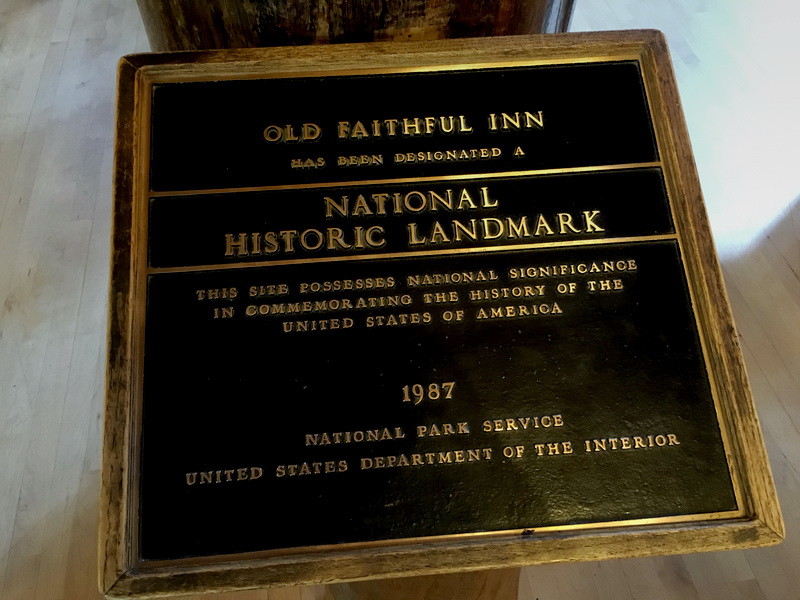 OLD FAITHFUL INN
HAS BEEN DESIGNATED A
NATIONAL
HISTORIC LANDMARK
THIS SITE POSSESSES NATIONAL SIGNIFICANCE
IN COMMEMORATING THE HISTORY OF THE
UNITED STATES OF AMERICA
1987
NATIONAL PARK SERVICE
UNITED STATES DEPARTMENT OF THE INTERIOR